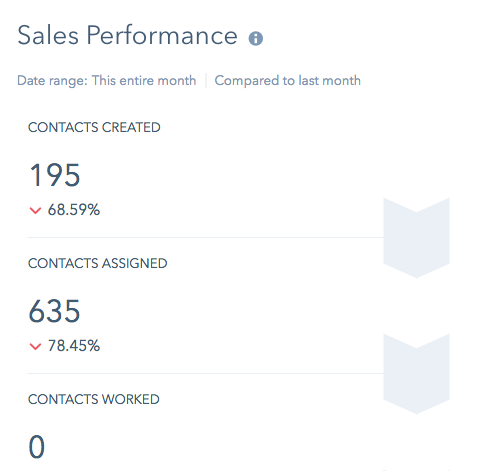 Sales Performance
Date range: This entire month | Compared to last month
CONTACTS CREATED
195
68.59%
CONTACTS ASSIGNED
635
78.45%
CONTACTS WORKED
0